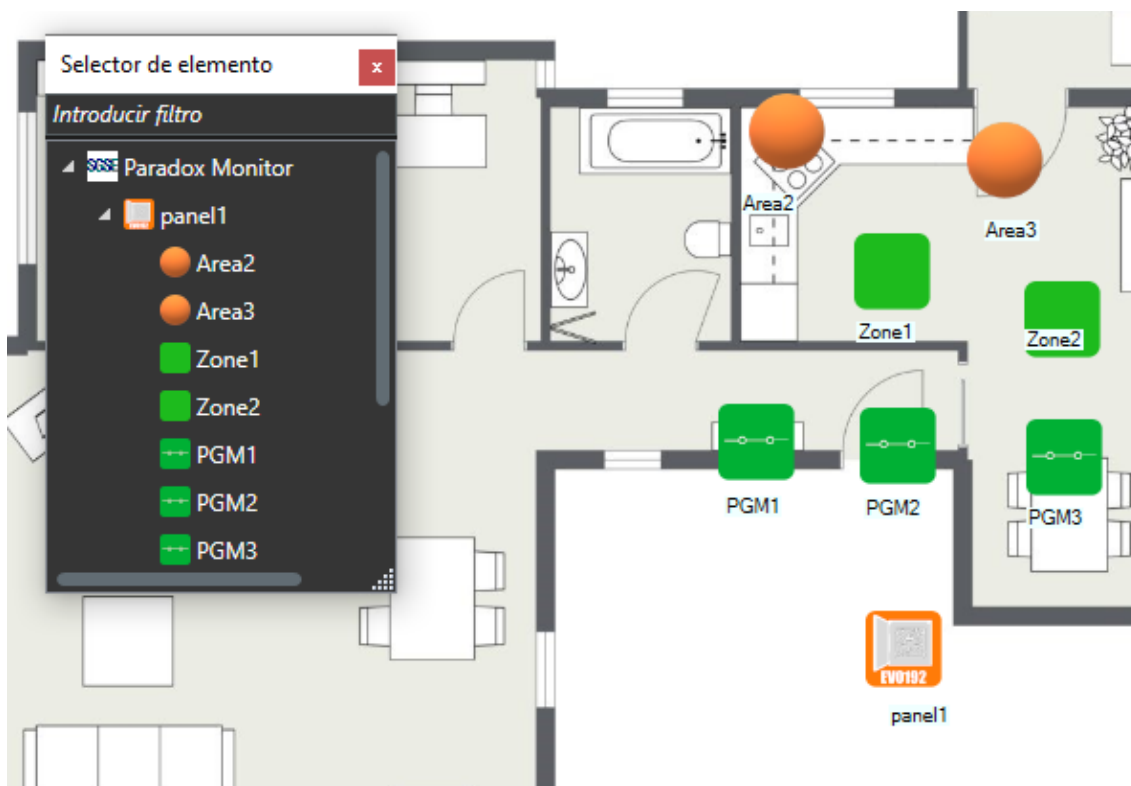 Selector de elemento
x
Introducir filtro
SGSE Paradox Monitor
panel1
Area2
Area3
Zone1
Zone2
PGM1
PGM2
PGM3
Area2
Area3
Zone1
Zone2
PGM1
PGM2
PGM3
EVO192
panel1